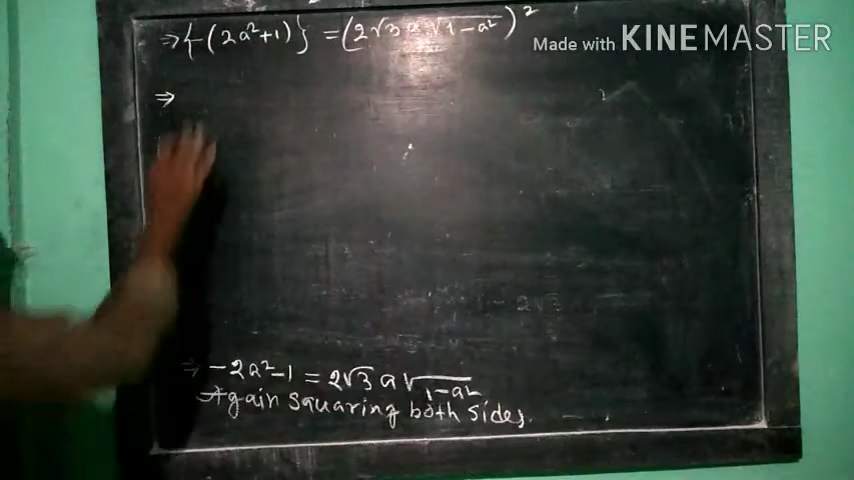 ⇒{-(2a²+1)} = (2√3 a √1-a²)²
Made with KINEMASTER
⇒
⇒ -2a²-1 = 2√3 a √1-a²
Again squaring both sides.